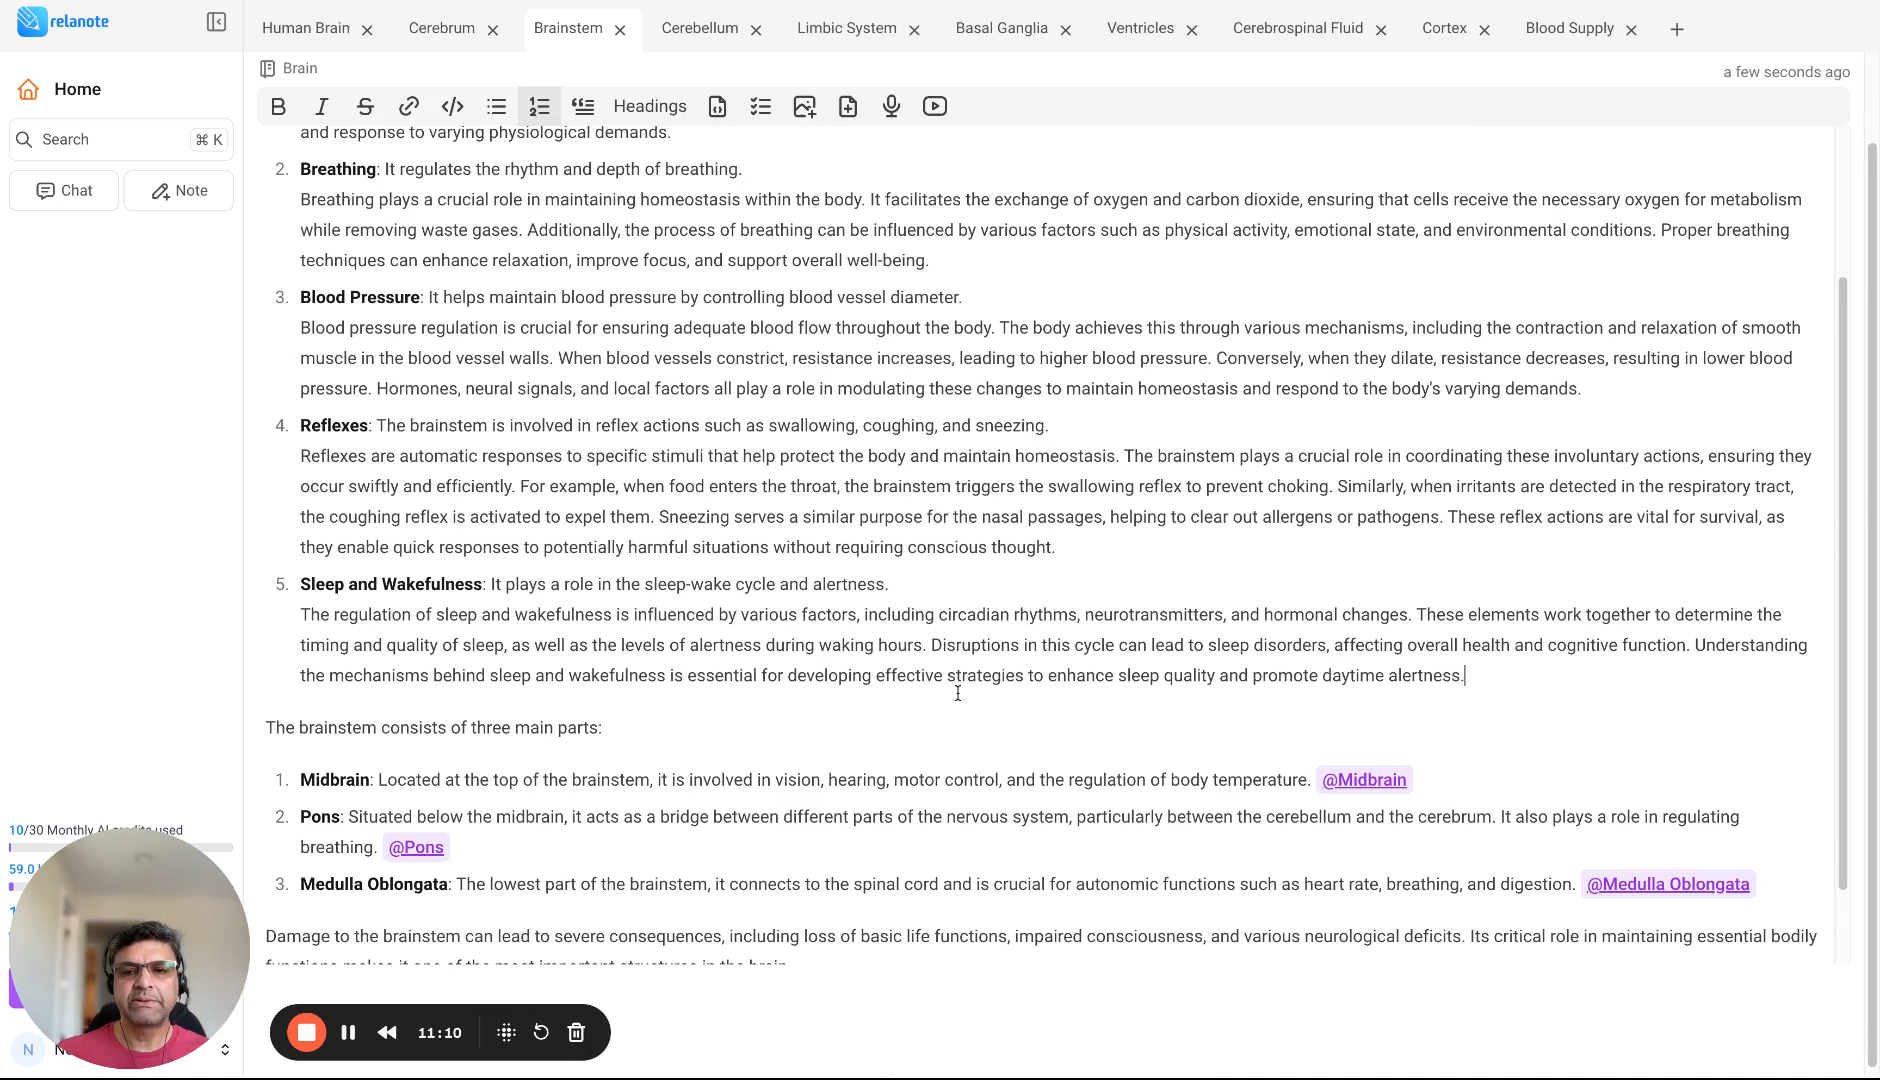 relanote
Human Brain
Cerebrum
Brainstem
Cerebellum
Limbic System
Basal Ganglia
Ventricles
Cerebrospinal Fluid
Cortex
Blood Supply
Home
Search
⌘ K
Chat
Note
Brain
a few seconds ago
Headings
and response to varying physiological demands.
2. Breathing: It regulates the rhythm and depth of breathing.
Breathing plays a crucial role in maintaining homeostasis within the body. It facilitates the exchange of oxygen and carbon dioxide, ensuring that cells receive the necessary oxygen for metabolism
while removing waste gases. Additionally, the process of breathing can be influenced by various factors such as physical activity, emotional state, and environmental conditions. Proper breathing
techniques can enhance relaxation, improve focus, and support overall well-being.
3. Blood Pressure: It helps maintain blood pressure by controlling blood vessel diameter.
Blood pressure regulation is crucial for ensuring adequate blood flow throughout the body. The body achieves this through various mechanisms, including the contraction and relaxation of smooth
muscle in the blood vessel walls. When blood vessels constrict, resistance increases, leading to higher blood pressure. Conversely, when they dilate, resistance decreases, resulting in lower blood
pressure. Hormones, neural signals, and local factors all play a role in modulating these changes to maintain homeostasis and respond to the body's varying demands.
4. Reflexes: The brainstem is involved in reflex actions such as swallowing, coughing, and sneezing.
Reflexes are automatic responses to specific stimuli that help protect the body and maintain homeostasis. The brainstem plays a crucial role in coordinating these involuntary actions, ensuring they
occur swiftly and efficiently. For example, when food enters the throat, the brainstem triggers the swallowing reflex to prevent choking. Similarly, when irritants are detected in the respiratory tract,
the coughing reflex is activated to expel them. Sneezing serves a similar purpose for the nasal passages, helping to clear out allergens or pathogens. These reflex actions are vital for survival, as
they enable quick responses to potentially harmful situations without requiring conscious thought.
5. Sleep and Wakefulness: It plays a role in the sleep-wake cycle and alertness.
The regulation of sleep and wakefulness is influenced by various factors, including circadian rhythms, neurotransmitters, and hormonal changes. These elements work together to determine the
timing and quality of sleep, as well as the levels of alertness during waking hours. Disruptions in this cycle can lead to sleep disorders, affecting overall health and cognitive function. Understanding
the mechanisms behind sleep and wakefulness is essential for developing effective strategies to enhance sleep quality and promote daytime alertness.
The brainstem consists of three main parts:
1. Midbrain: Located at the top of the brainstem, it is involved in vision, hearing, motor control, and the regulation of body temperature. @Midbrain
2. Pons: Situated below the midbrain, it acts as a bridge between different parts of the nervous system, particularly between the cerebellum and the cerebrum. It also plays a role in regulating
breathing. @Pons
3. Medulla Oblongata: The lowest part of the brainstem, it connects to the spinal cord and is crucial for autonomic functions such as heart rate, breathing, and digestion. @Medulla Oblongata
Damage to the brainstem can lead to severe consequences, including loss of basic life functions, impaired consciousness, and various neurological deficits. Its critical role in maintaining essential bodily
functions makes it one of the most important structures in the brain.
10/30 Monthly AI credits used
59.0
N
11:10